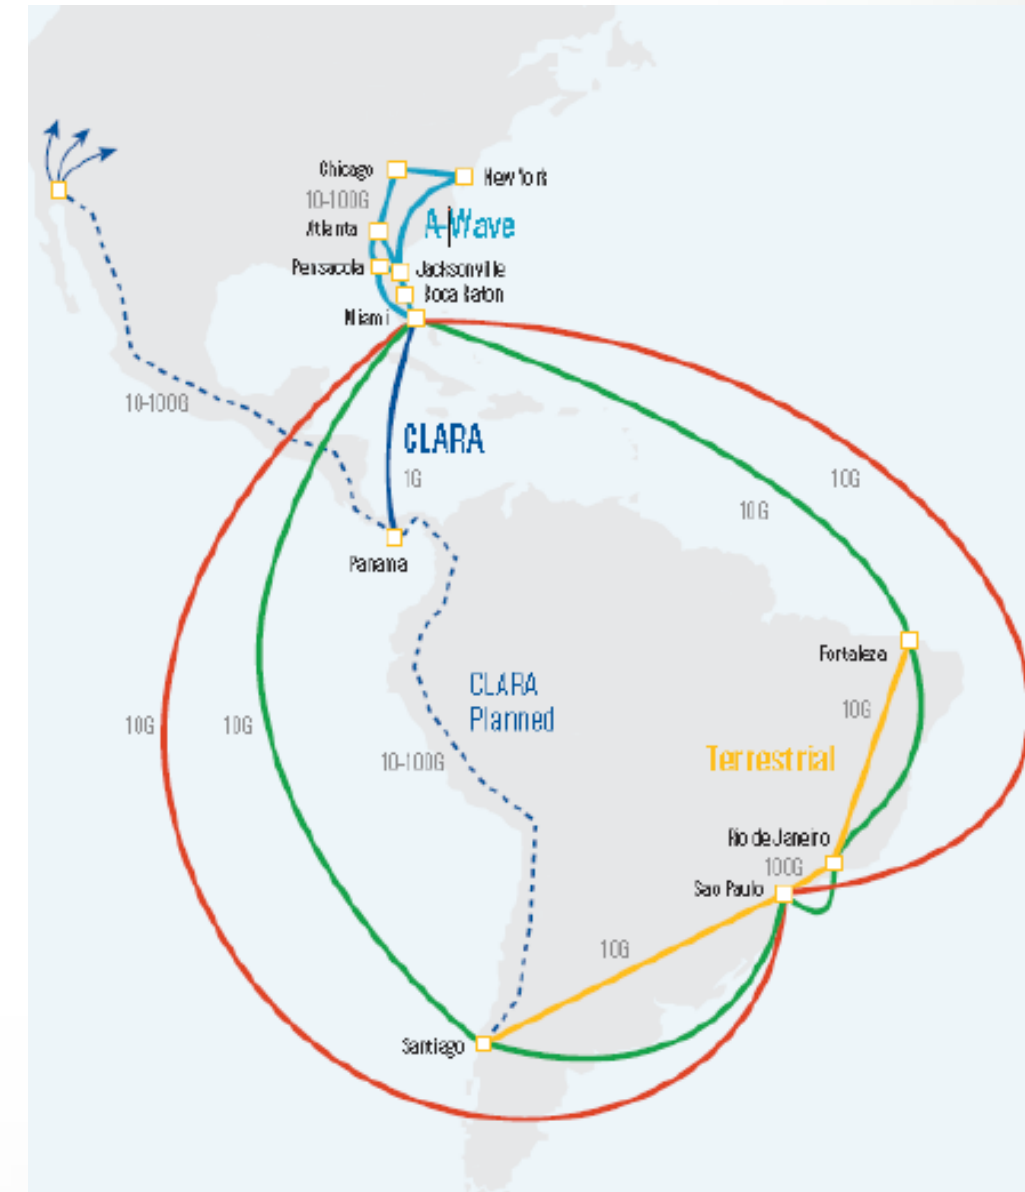 Chicago
New York
10-100G
Atlanta
A-Wave
Pensacola
Jacksonville
Boca Raton
Miami
10-100G
CLARA
1G
10G
10G
Panama
Fortaleza
CLARA
Planned
10G
10G
10G
Terrestrial
10-100G
Rio de Janeiro
100G
Sao Paulo
10G
Santiago